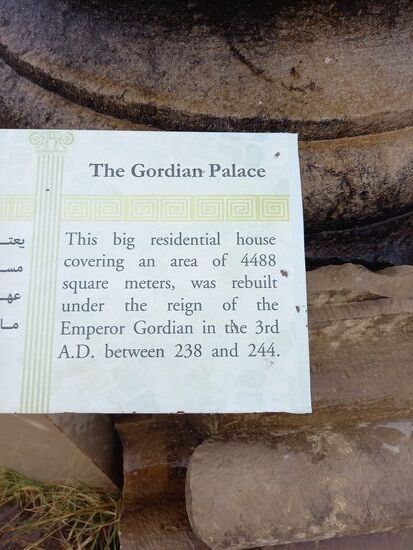 The Gordian Palace
This big residential house
covering an area of 4488
square meters, was rebuilt
under the reign of the
Emperor Gordian in the 3rd
A.D. between 238 and 244.